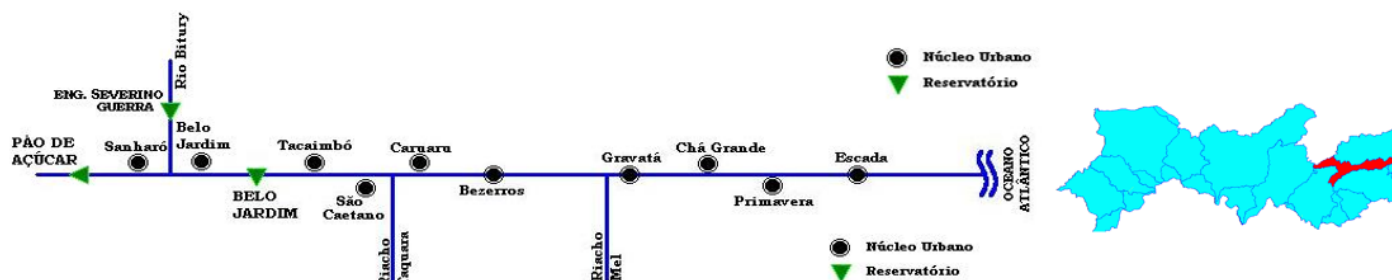 Rio Bitury
ENG. SEVERINO
GUERRA
PÃO DE
AÇÚCAR
Sanharó
Belo
Jardim
BELO
JARDIM
Tacaimbó
São
Caetano
Caruaru
Riacho
Taquara
Bezerros
Riacho
Mel
Gravatá
Chá Grande
Primavera
Escada
OCEANO
ATLÂNTICO
Núcleo Urbano
Reservatório
Núcleo Urbano
Reservatório